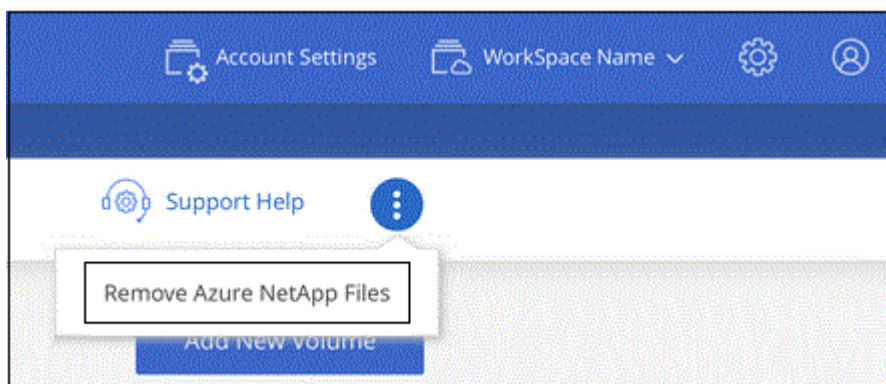 Account Settings WorkSpace Name
Support Help
Remove Azure NetApp Files
Add New Volume